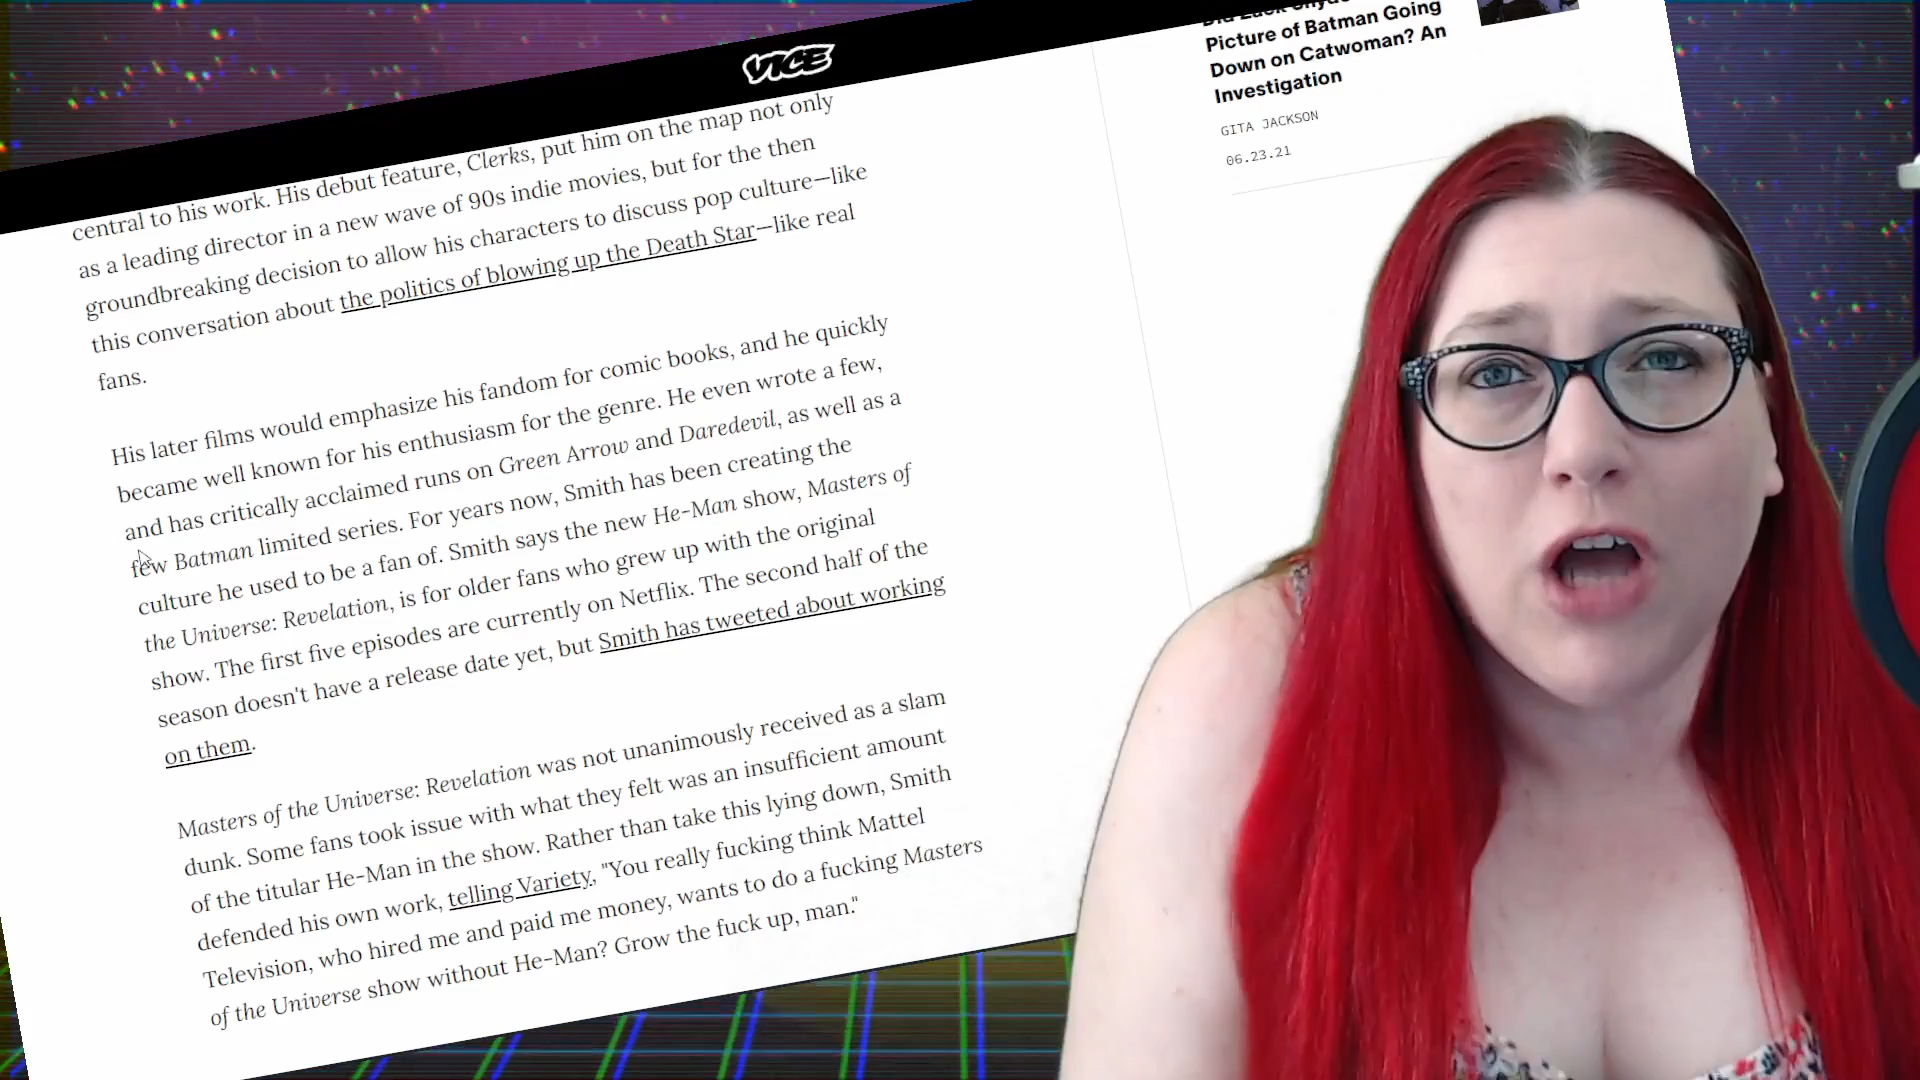 VICE
central to his work. His debut feature, Clerks, put him on the map not only
as a leading director in a new wave of 90s indie movies, but for the then
groundbreaking decision to allow his characters to discuss pop culture—like
this conversation about the politics of blowing up the Death Star—like real
fans.
His later films would emphasize his fandom for comic books, and he quickly
became well known for his enthusiasm for the genre. He even wrote a few,
and has critically acclaimed runs on Green Arrow and Daredevil, as well as a
few Batman limited series. For years now, Smith has been creating the
culture he used to be a fan of. Smith says the new He-Man show, Masters of
the Universe: Revelation, is for older fans who grew up with the original
show. The first five episodes are currently on Netflix. The second half of the
season doesn't have a release date yet, but Smith has tweeted about working
on them.
Masters of the Universe: Revelation was not unanimously received as a slam
dunk. Some fans took issue with what they felt was an insufficient amount
of the titular He-Man in the show. Rather than take this lying down, Smith
defended his own work, telling Variety, "You really fucking think Mattel
Television, who hired me and paid me money, wants to do a fucking Masters
of the Universe show without He-Man? Grow the fuck up, man."
Did Zack Snyde
Picture of Batman Going
Down on Catwoman? An
Investigation
GITA JACKSON
06.23.21